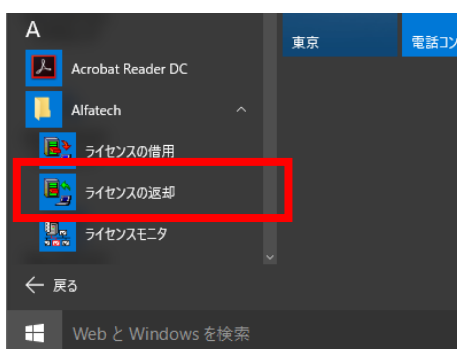 A
東京
電話コン
Acrobat Reader DC
Alfatech
ライセンスの借用
ライセンスの返却
ライセンスモニタ
戻る
Web と Windows を検索